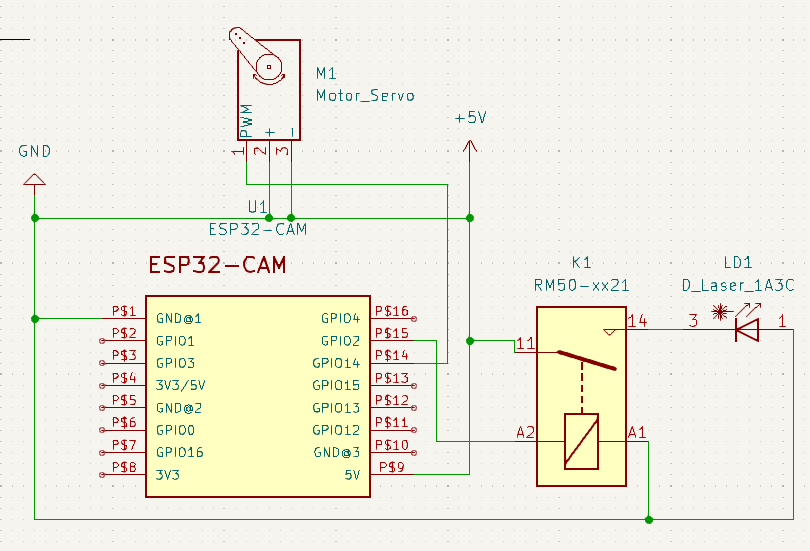 M1
Motor_Servo
PWM
+
-
1
2
3
+5V
GND
U1
ESP32-CAM
ESP32-CAM
P$1 GND@1 GPIO4 P$16
P$2 GPIO1 GPIO2 P$15
P$3 GPIO3 GPIO14 P$14
P$4 3V3/5V GPIO15 P$13
P$5 GND@2 GPIO13 P$12
P$6 GPIO0 GPIO12 P$11
P$7 GPIO16 GND@3 P$10
P$8 3V3 5V P$9
K1
RM50-xx21
14
11
A2
A1
LD1
D_Laser_1A3C
3
1